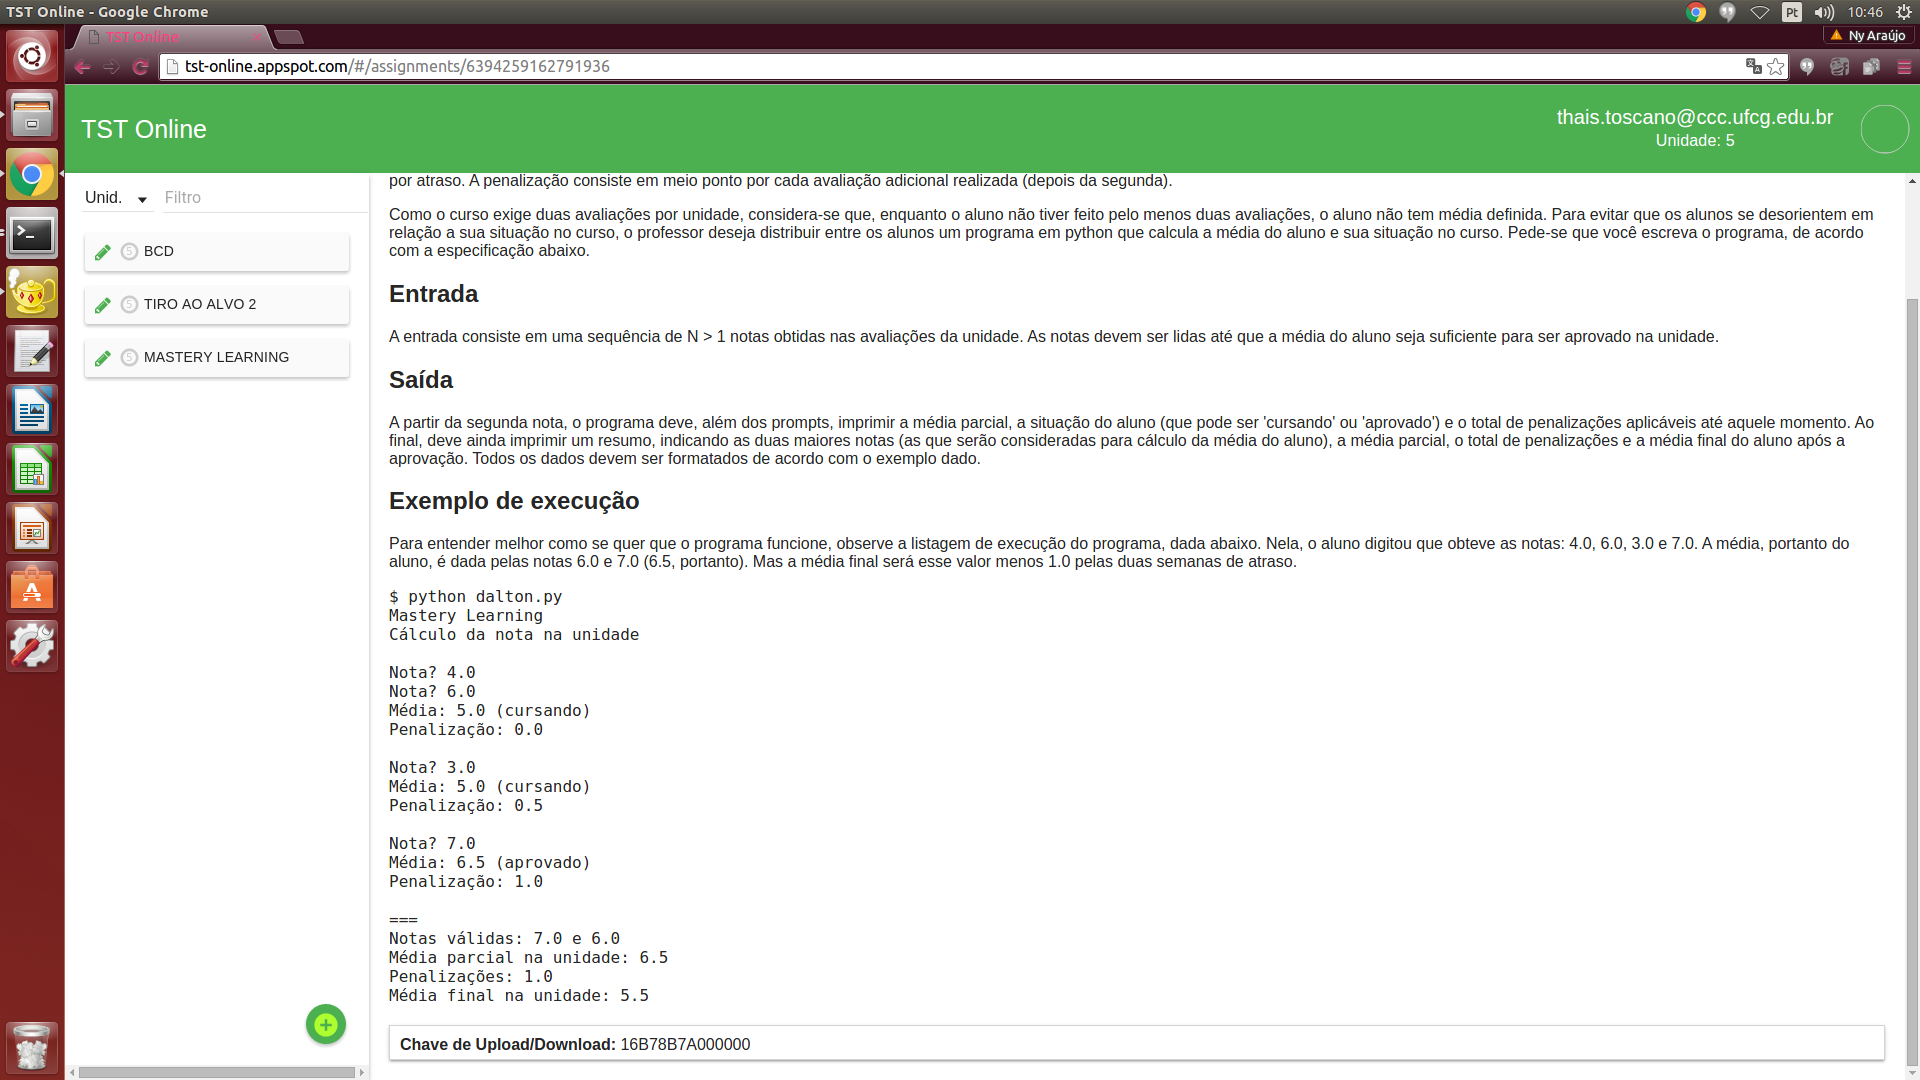 TST Online - Google Chrome
Pt
10:46
TST Online
Ny Araújo
tst-online.appspot.com/#/assignments/6394259162791936
TST Online
thais.toscano@ccc.ufcg.edu.br
Unidade: 5
Unid.
Filtro
5 BCD
5 TIRO AO ALVO 2
5 MASTERY LEARNING
por atraso. A penalização consiste em meio ponto por cada avaliação adicional realizada (depois da segunda).
Como o curso exige duas avaliações por unidade, considera-se que, enquanto o aluno não tiver feito pelo menos duas avaliações, o aluno não tem média definida. Para evitar que os alunos se desorientem em
relação a sua situação no curso, o professor deseja distribuir entre os alunos um programa em python que calcula a média do aluno e sua situação no curso. Pede-se que você escreva o programa, de acordo
com a especificação abaixo.
Entrada
A entrada consiste em uma sequência de N > 1 notas obtidas nas avaliações da unidade. As notas devem ser lidas até que a média do aluno seja suficiente para ser aprovado na unidade.
Saída
A partir da segunda nota, o programa deve, além dos prompts, imprimir a média parcial, a situação do aluno (que pode ser 'cursando' ou 'aprovado') e o total de penalizações aplicáveis até aquele momento. Ao
final, deve ainda imprimir um resumo, indicando as duas maiores notas (as que serão consideradas para cálculo da média do aluno), a média parcial, o total de penalizações e a média final do aluno após a
aprovação. Todos os dados devem ser formatados de acordo com o exemplo dado.
Exemplo de execução
Para entender melhor como se quer que o programa funcione, observe a listagem de execução do programa, dada abaixo. Nela, o aluno digitou que obteve as notas: 4.0, 6.0, 3.0 e 7.0. A média, portanto do
aluno, é dada pelas notas 6.0 e 7.0 (6.5, portanto). Mas a média final será esse valor menos 1.0 pelas duas semanas de atraso.
$ python dalton.py
Mastery Learning
Cálculo da nota na unidade
Nota? 4.0
Nota? 6.0
Média: 5.0 (cursando)
Penalização: 0.0
Nota? 3.0
Média: 5.0 (cursando)
Penalização: 0.5
Nota? 7.0
Média: 6.5 (aprovado)
Penalização: 1.0
===
Notas válidas: 7.0 e 6.0
Média parcial na unidade: 6.5
Penalizações: 1.0
Média final na unidade: 5.5
Chave de Upload/Download: 16B78B7A000000